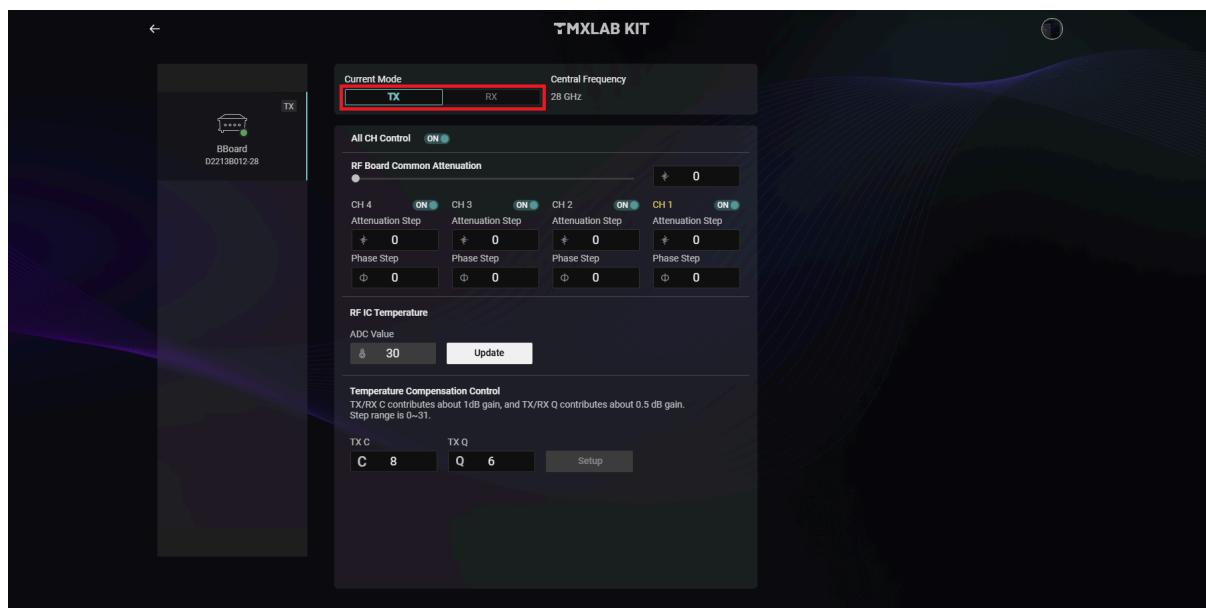 TMXLAB KIT
TX
BBoard
D2213B012-28
Current Mode
Central Frequency
TX
RX
28 GHz
All CH Control ON
RF Board Common Attenuation
0
CH 4 ON CH 3 ON CH 2 ON CH 1 ON
Attenuation Step Attenuation Step Attenuation Step Attenuation Step
0 0 0 0
Phase Step Phase Step Phase Step Phase Step
Φ 0 Φ 0 Φ 0 Φ 0
RF IC Temperature
ADC Value
30 Update
Temperature Compensation Control
TX/RX C contributes about 1dB gain, and TX/RX Q contributes about 0.5 dB gain.
Step range is 0~31.
TX C TX Q
C 8 Q 6 Setup